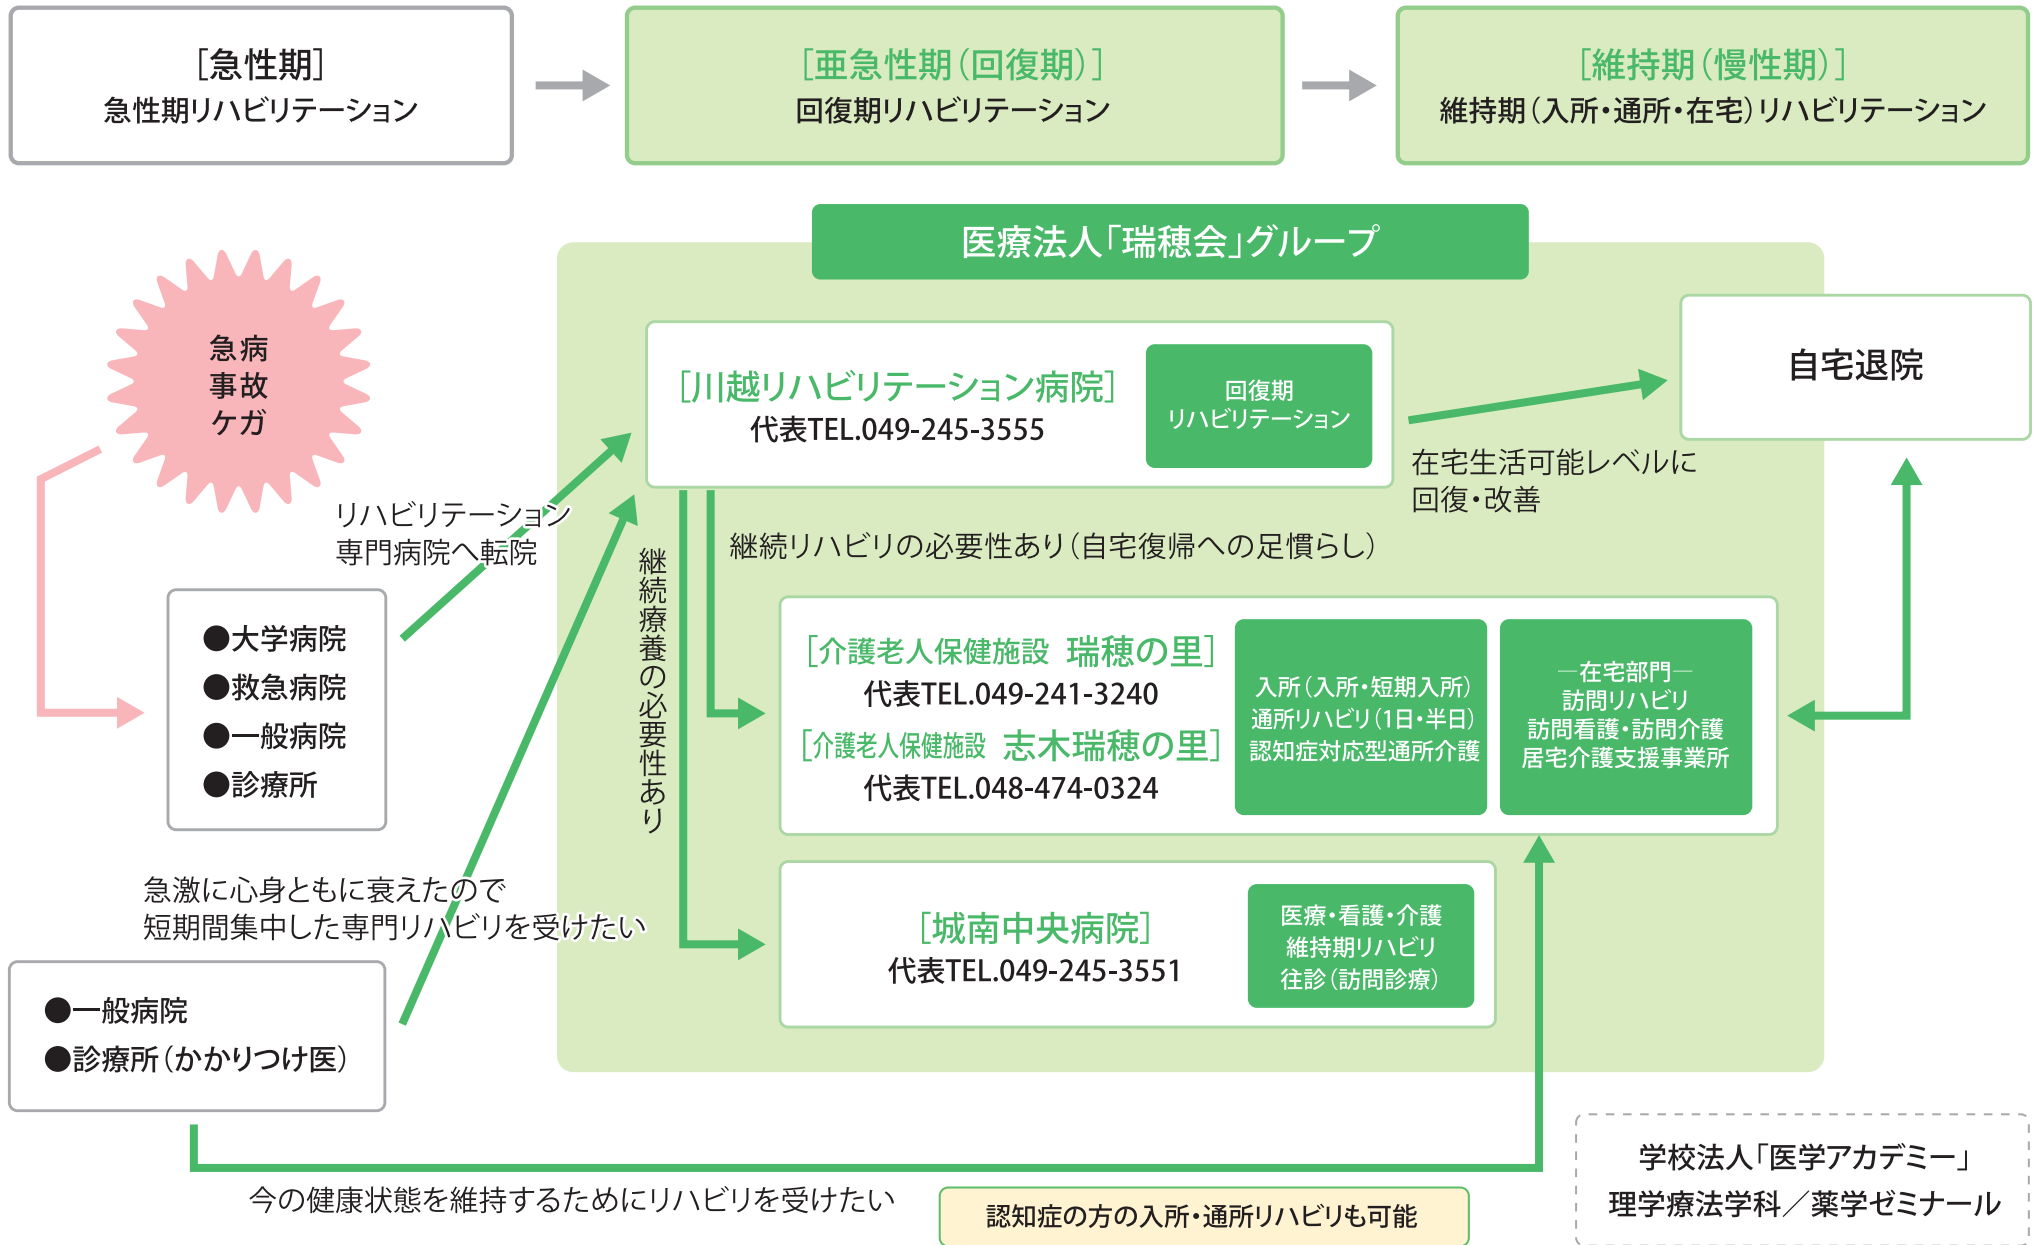 ［急性期］
急性期リハビリテーション
［亜急性期（回復期）］
回復期リハビリテーション
［維持期（慢性期）］
維持期（入所・通所・在宅）リハビリテーション
医療法人「瑞穂会」グループ
急病
事故
ケガ
［川越リハビリテーション病院］
代表TEL.049-245-3555
回復期
リハビリテーション
自宅退院
在宅生活可能レベルに
回復・改善
リハビリテーション
専門病院へ転院
継続リハビリの必要性あり（自宅復帰への足慣らし）
継続療養の必要性あり
●大学病院
●救急病院
●一般病院
●診療所
［介護老人保健施設 瑞穂の里］
代表TEL.049-241-3240
［介護老人保健施設 志木瑞穂の里］
代表TEL.048-474-0324
入所（入所・短期入所）
通所リハビリ（1日・半日）
認知症対応型通所介護
―在宅部門―
訪問リハビリ
訪問看護・訪問介護
居宅介護支援事業所
急激に心身ともに衰えたので
短期間集中した専門リハビリを受けたい
［城南中央病院］
代表TEL.049-245-3551
医療・看護・介護
維持期リハビリ
往診（訪問診療）
●一般病院
●診療所（かかりつけ医）
今の健康状態を維持するためにリハビリを受けたい
認知症の方の入所・通所リハビリも可能
学校法人「医学アカデミー」
理学療法学科／薬学ゼミナール